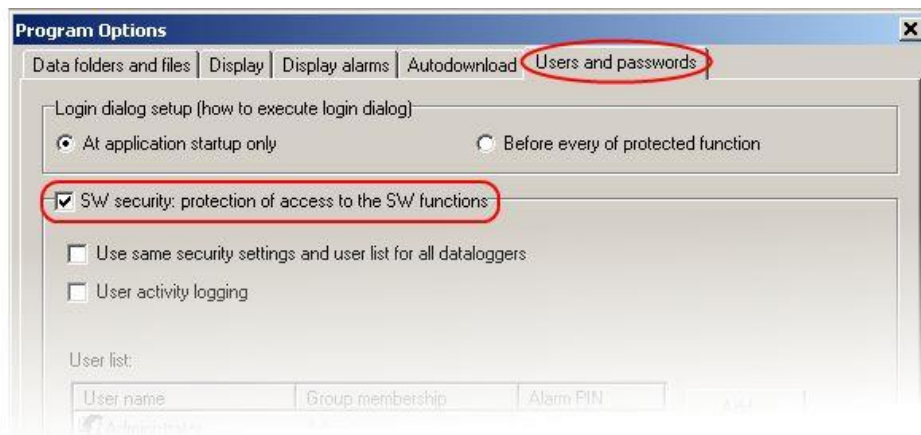 Program Options
Data folders and files Display Display alarms Autodownload Users and passwords
Login dialog setup (how to execute login dialog)
At application startup only Before every of protected function
SW security: protection of access to the SW functions
Use same security settings and user list for all dataloggers
User activity logging
User list:
User name Group membership Alarm PIN Add
Administrator